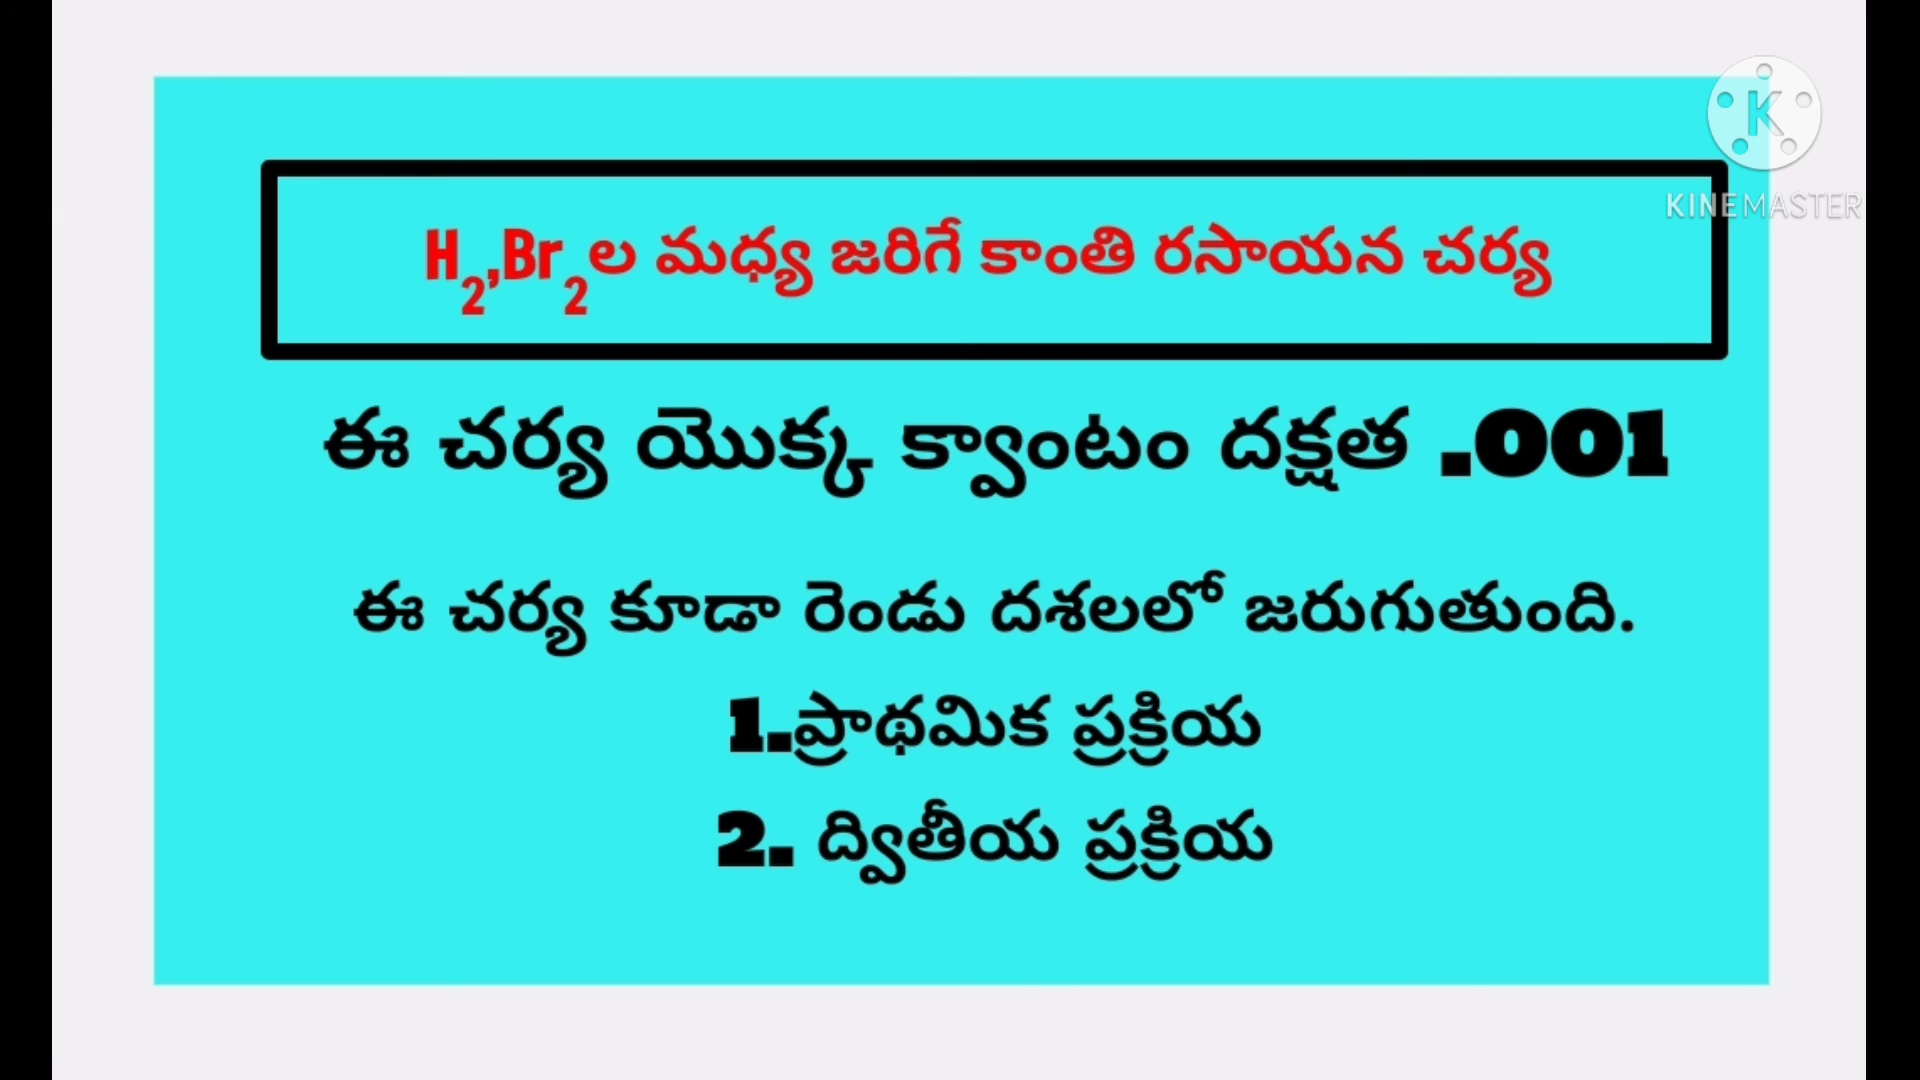 H₂,Br₂ల మధ్య జరిగే కాంతి రసాయన చర్య
ఈ చర్య యొక్క క్వాంటం దక్షత .001
ఈ చర్య కూడా రెండు దశలలో జరుగుతుంది.
1.ప్రాథమిక ప్రక్రియ
2. ద్వితీయ ప్రక్రియ
K
KINEMASTER